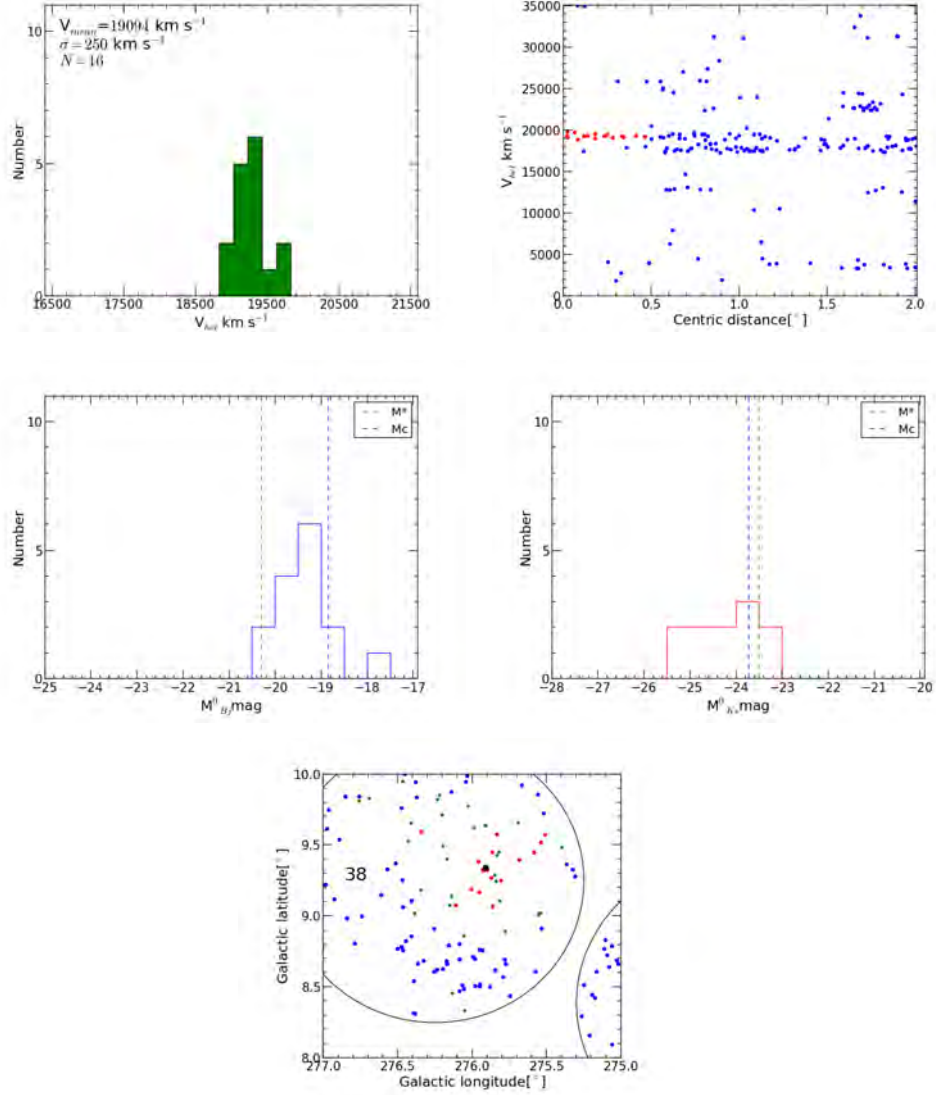 V_mean=19094 km s⁻¹
σ=250 km s⁻¹
N=16
10
5
0
Number
16500 17500 18500 19500 20500 21500
V_hel km s⁻¹
35000
30000
25000
20000
15000
10000
5000
0
V_hel km s⁻¹
0.0 0.5 1.0 1.5 2.0
Centric distance[°]
M*
Mc
10
5
0
Number
−25 −24 −23 −22 −21 −20 −19 −18 −17
M⁰_BJ mag
M*
Mc
10
5
0
Number
−28 −27 −26 −25 −24 −23 −22 −21 −20
M⁰_Ks mag
10.0
9.5
9.0
8.5
8.0
Galactic latitude[°]
38
277.0 276.5 276.0 275.5 275.0
Galactic longitude[°]